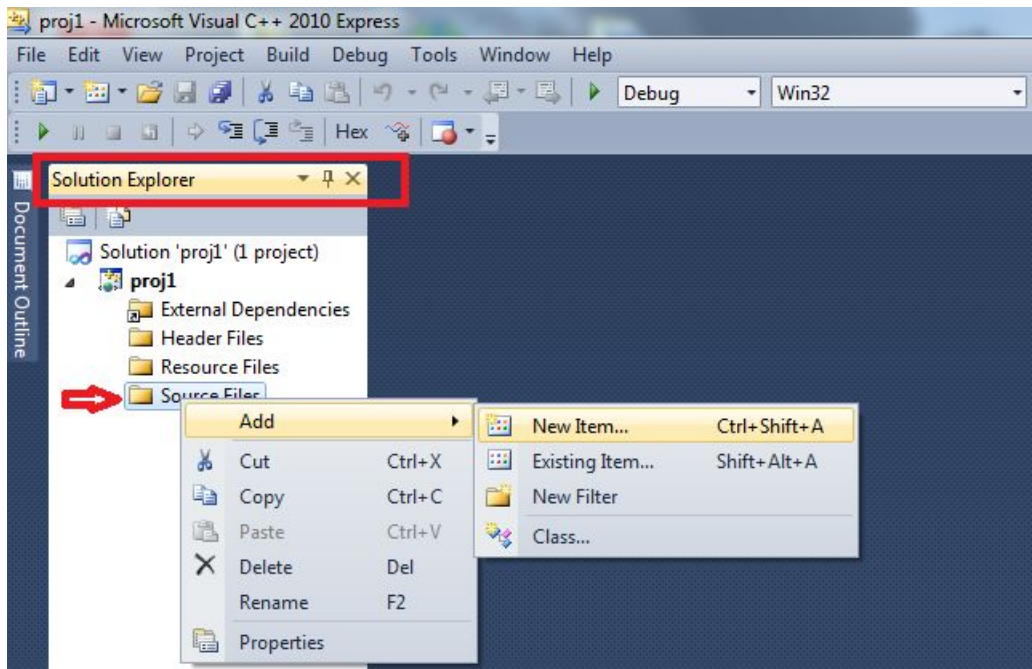 proj1 - Microsoft Visual C++ 2010 Express
File Edit View Project Build Debug Tools Window Help
Debug Win32
Hex
Solution Explorer
Document Outline
Solution 'proj1' (1 project)
proj1
External Dependencies
Header Files
Resource Files
Source Files
Add
Cut Ctrl+X
Copy Ctrl+C
Paste Ctrl+V
Delete Del
Rename F2
Properties
New Item... Ctrl+Shift+A
Existing Item... Shift+Alt+A
New Filter
Class...